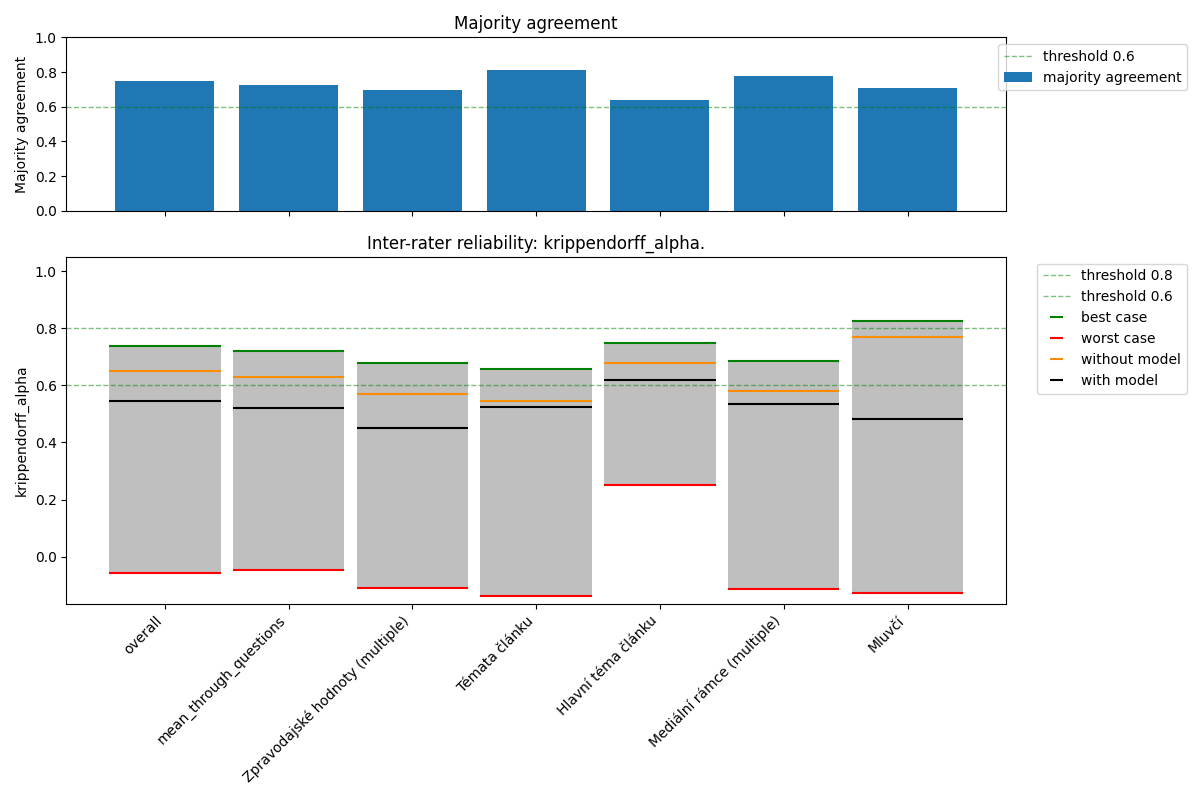 Majority agreement
Majority agreement
1.0
0.8
0.6
0.4
0.2
0.0
threshold 0.6
majority agreement
Inter-rater reliability: krippendorff_alpha.
krippendorff_alpha
1.0
0.8
0.6
0.4
0.2
0.0
threshold 0.8
threshold 0.6
best case
worst case
without model
with model
overall
mean_through_questions
Zpravodajské hodnoty (multiple)
Témata článku
Hlavní téma článku
Mediální rámce (multiple)
Mluvčí